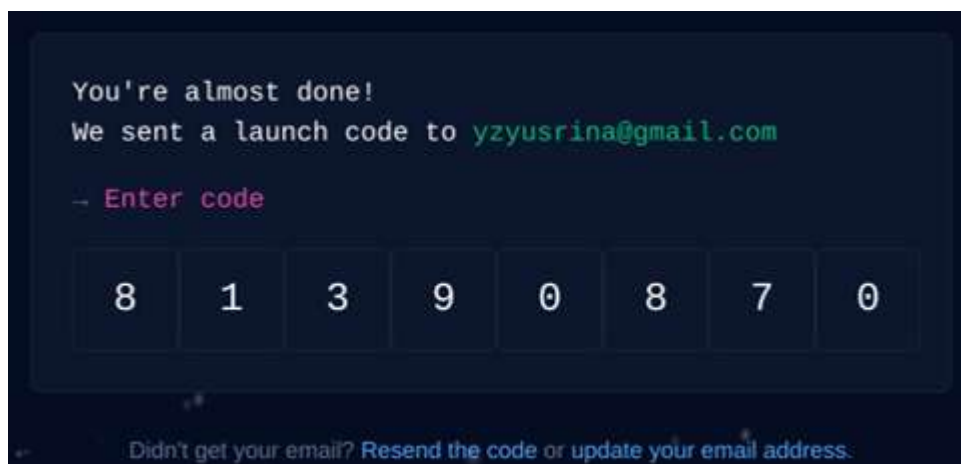 You're almost done!
We sent a launch code to yzyusrina@gmail.com
→ Enter code
8 1 3 9 0 8 7 0
Didn't get your email? Resend the code or update your email address.